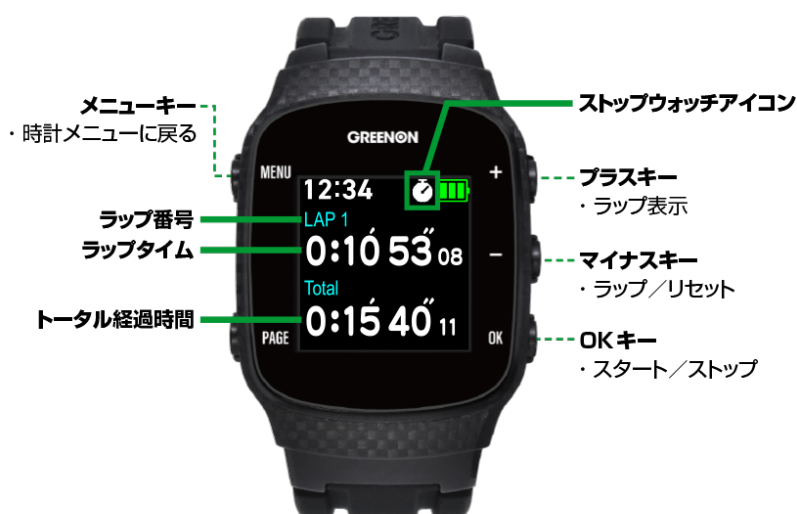 メニューキー
・時計メニューに戻る
ラップ番号
ラップタイム
トータル経過時間
GREENON
MENU
PAGE
12:34
LAP 1
0:10′53″08
Total
0:15′40″11
+
−
OK
ストップウォッチアイコン
プラスキー
・ラップ表示
マイナスキー
・ラップ／リセット
OKキー
・スタート／ストップ